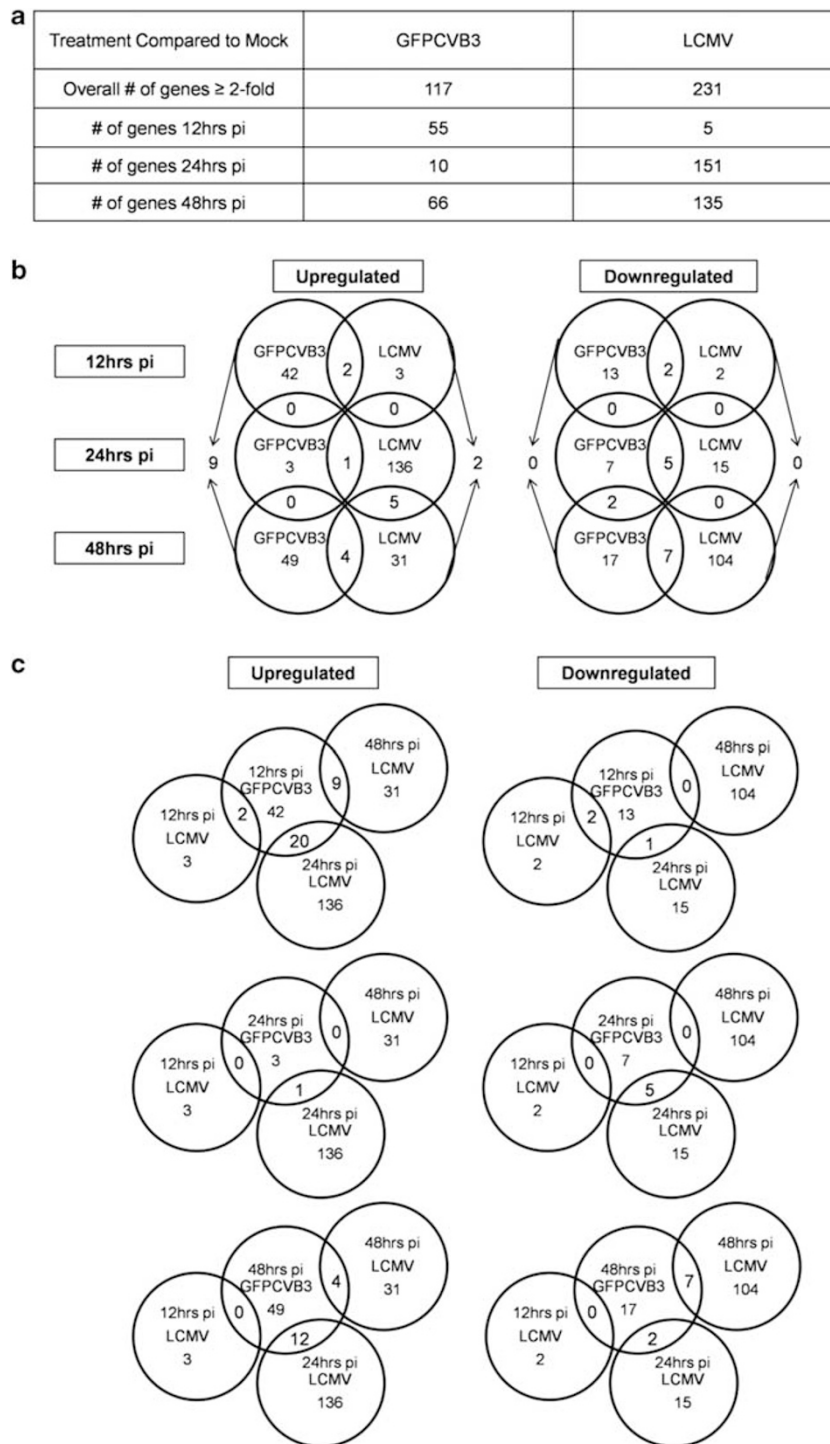 a
Treatment Compared to Mock GFPCVB3 LCMV
Overall # of genes ≥ 2-fold 117 231
# of genes 12hrs pi 55 5
# of genes 24hrs pi 10 151
# of genes 48hrs pi 66 135
b
Upregulated Downregulated
12hrs pi
GFPCVB3 LCMV GFPCVB3 LCMV
42 2 3 13 2 2
0 0 0 0
24hrs pi
GFPCVB3 LCMV GFPCVB3 LCMV
9 3 1 136 2 0 7 5 15 0
0 5 2 0
48hrs pi
GFPCVB3 LCMV GFPCVB3 LCMV
49 4 31 17 7 104
c
Upregulated Downregulated
48hrs pi 48hrs pi
12hrs pi LCMV 12hrs pi LCMV
GFPCVB3 9 31 GFPCVB3 0 104
12hrs pi 2 42 12hrs pi 2 13
LCMV 20 LCMV 1
3 24hrs pi 2 24hrs pi
LCMV LCMV
136 15
48hrs pi 48hrs pi
24hrs pi LCMV 24hrs pi LCMV
GFPCVB3 0 31 GFPCVB3 0 104
12hrs pi 0 3 12hrs pi 0 7
LCMV 1 LCMV 5
3 24hrs pi 2 24hrs pi
LCMV LCMV
136 15
48hrs pi 48hrs pi
48hrs pi LCMV 48hrs pi LCMV
GFPCVB3 4 31 GFPCVB3 7 104
12hrs pi 0 49 12hrs pi 0 17
LCMV 12 LCMV 2
3 24hrs pi 2 24hrs pi
LCMV LCMV
136 15